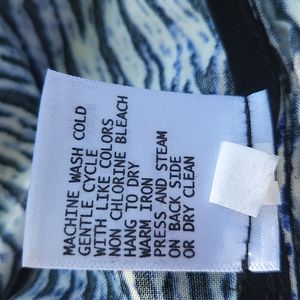 MACHINE WASH COLD
GENTLE CYCLE
WITH LIKE COLORS
NON CHLORINE BLEACH
HANG TO DRY
WARM IRON
PRESS AND STEAM
ON BACK SIDE
OR DRY CLEAN